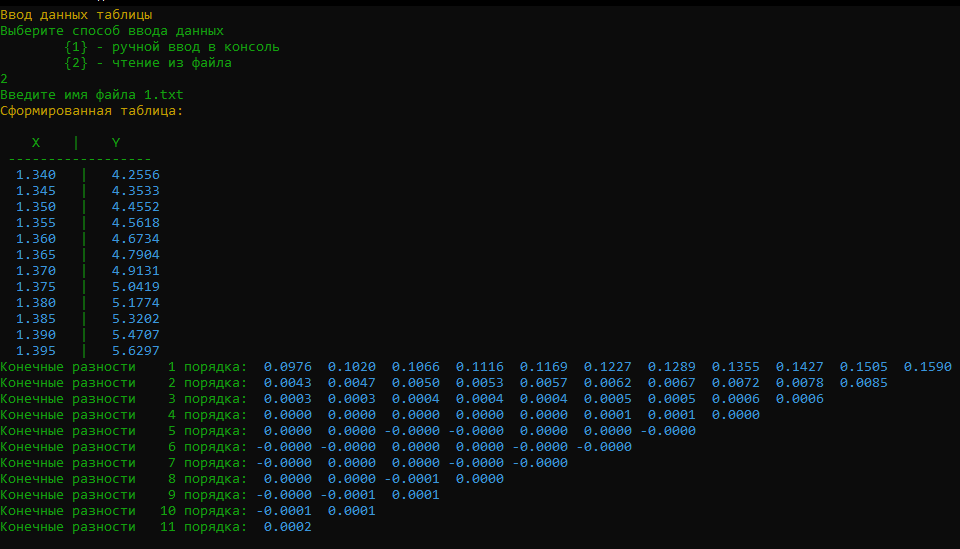 Ввод данных таблицы
Выберите способ ввода данных
{1} - ручной ввод в консоль
{2} - чтение из файла
2
Введите имя файла 1.txt
Сформированная таблица:
X | Y
------------------
1.340 | 4.2556
1.345 | 4.3533
1.350 | 4.4552
1.355 | 4.5618
1.360 | 4.6734
1.365 | 4.7904
1.370 | 4.9131
1.375 | 5.0419
1.380 | 5.1774
1.385 | 5.3202
1.390 | 5.4707
1.395 | 5.6297
Конечные разности 1 порядка: 0.0976 0.1020 0.1066 0.1116 0.1169 0.1227 0.1289 0.1355 0.1427 0.1505 0.1590
Конечные разности 2 порядка: 0.0043 0.0047 0.0050 0.0053 0.0057 0.0062 0.0067 0.0072 0.0078 0.0085
Конечные разности 3 порядка: 0.0003 0.0003 0.0004 0.0004 0.0004 0.0005 0.0005 0.0006 0.0006
Конечные разности 4 порядка: 0.0000 0.0000 0.0000 0.0000 0.0000 0.0001 0.0001 0.0000
Конечные разности 5 порядка: 0.0000 0.0000 -0.0000 -0.0000 0.0000 0.0000 -0.0000
Конечные разности 6 порядка: -0.0000 -0.0000 0.0000 0.0000 -0.0000 -0.0000
Конечные разности 7 порядка: -0.0000 0.0000 0.0000 -0.0000 -0.0000
Конечные разности 8 порядка: 0.0000 0.0000 -0.0001 0.0000
Конечные разности 9 порядка: -0.0000 -0.0001 0.0001
Конечные разности 10 порядка: -0.0001 0.0001
Конечные разности 11 порядка: 0.0002